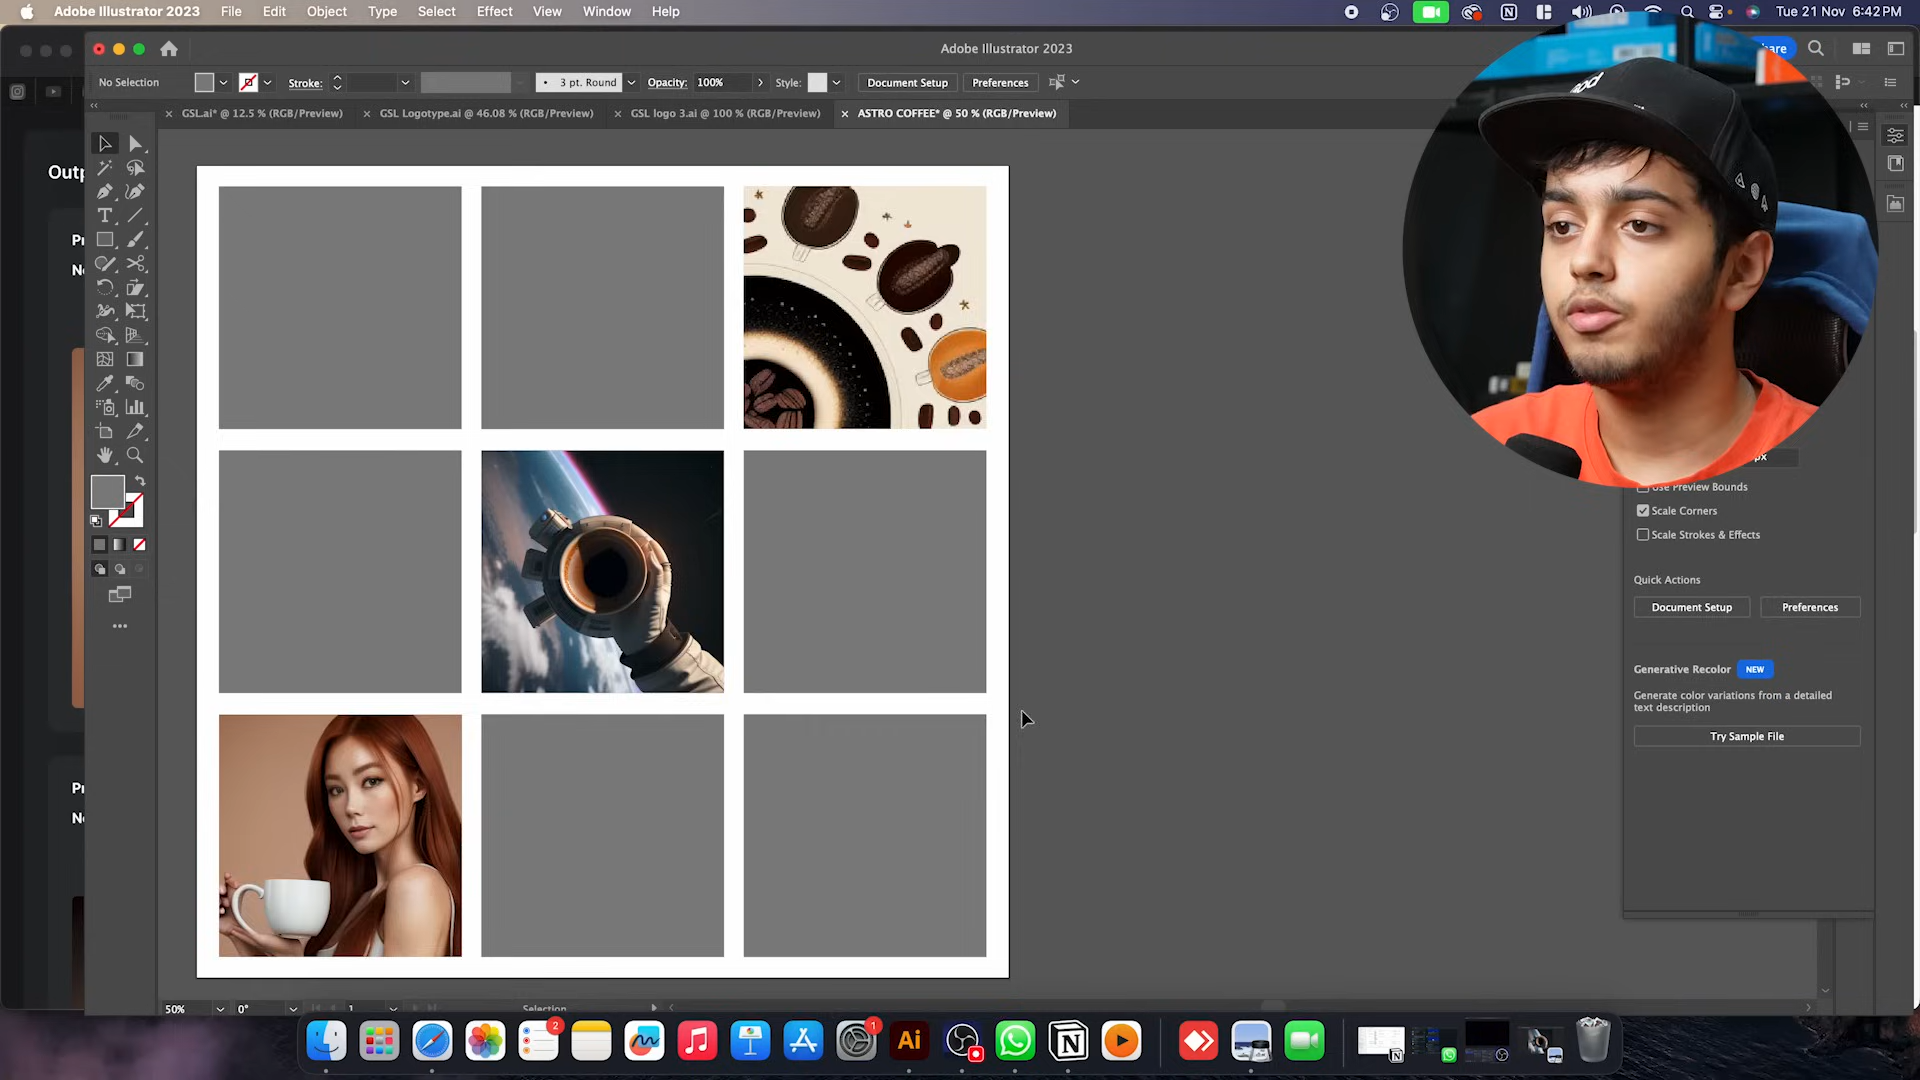 Adobe Illustrator 2023 File Edit Object Type Select Effect View Window Help Tue 21 Nov 6:42 PM
Adobe Illustrator 2023
No Selection Stroke: 3 pt. Round Opacity: 100% Style: Document Setup Preferences
GSL.ai* @ 12.5 % (RGB/Preview) GSL Logotype.ai @ 46.08 % (RGB/Preview) GSL logo 3.ai @ 100 % (RGB/Preview) ASTRO COFFEE* @ 50 % (RGB/Preview)
Use Preview Bounds
Scale Corners
Scale Strokes & Effects
Quick Actions
Document Setup Preferences
Generative Recolor NEW
Generate color variations from a detailed
text description
Try Sample File
50% 0° 1 Selection
2 1 Ai